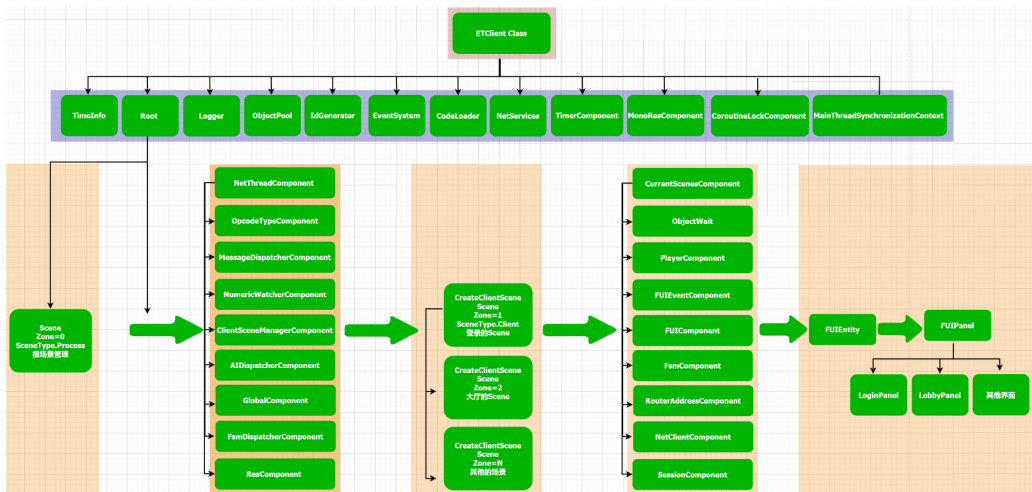 ETClient Class
TimeInfo
Root
Logger
ObjectPool
IdGenerator
EventSystem
CodeLoader
NetServices
TimerComponent
MonoResComponent
CoroutineLockComponent
MainThreadSynchronizationContext
Scene
Zone=0
SceneType.Process
根场景管理
NetThreadComponent
OpcodeTypeComponent
MessageDispatcherComponent
NumericWatcherComponent
ClientSceneManagerComponent
AIDispatcherComponent
GlobalComponent
FsmDispatcherComponent
ResComponent
CreateClientScene
Scene
Zone=1
SceneType.Client
登录的Scene
CreateClientScene
Scene
Zone=2
大厅的Scene
CreateClientScene
Scene
Zone=N
其他的场景
CurrentScenesComponent
ObjectWait
PlayerComponent
FUIEventComponent
FUIComponent
FsmComponent
RouterAddressComponent
NetClientComponent
SessionComponent
FUIEntity
FUIPanel
LoginPanel
LobbyPanel
其他界面